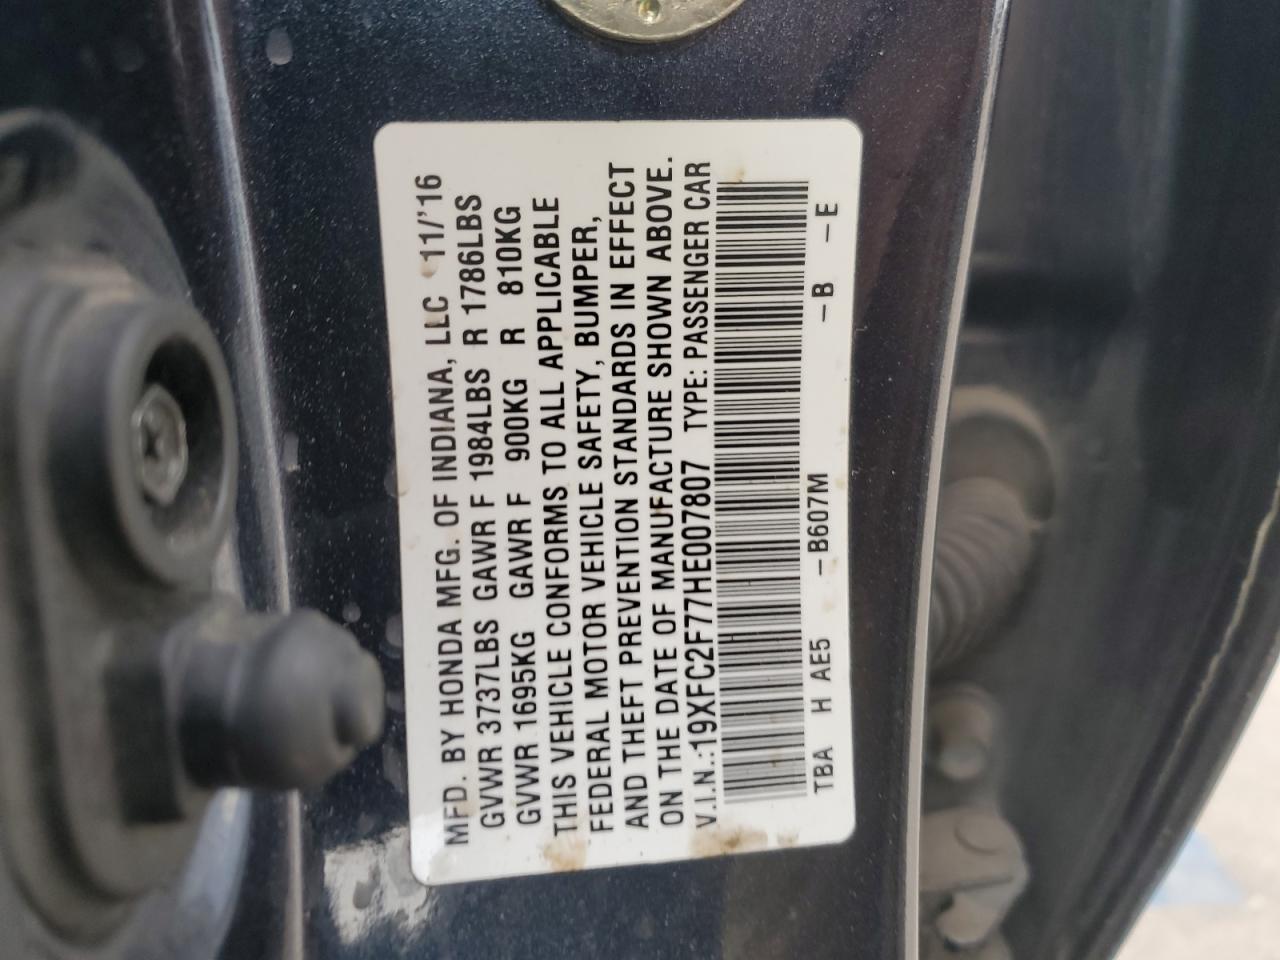 MFD. BY HONDA MFG. OF INDIANA, LLC 11/'16
GVWR 3737LBS GAWR F 1984LBS R 1786LBS
GVWR 1695KG GAWR F 900KG R 810KG
THIS VEHICLE CONFORMS TO ALL APPLICABLE
FEDERAL MOTOR VEHICLE SAFETY, BUMPER,
AND THEFT PREVENTION STANDARDS IN EFFECT
ON THE DATE OF MANUFACTURE SHOWN ABOVE.
V.I.N.:19XFC2F77HE007807 TYPE: PASSENGER CAR
TBA H AE5 -B607M -B -E